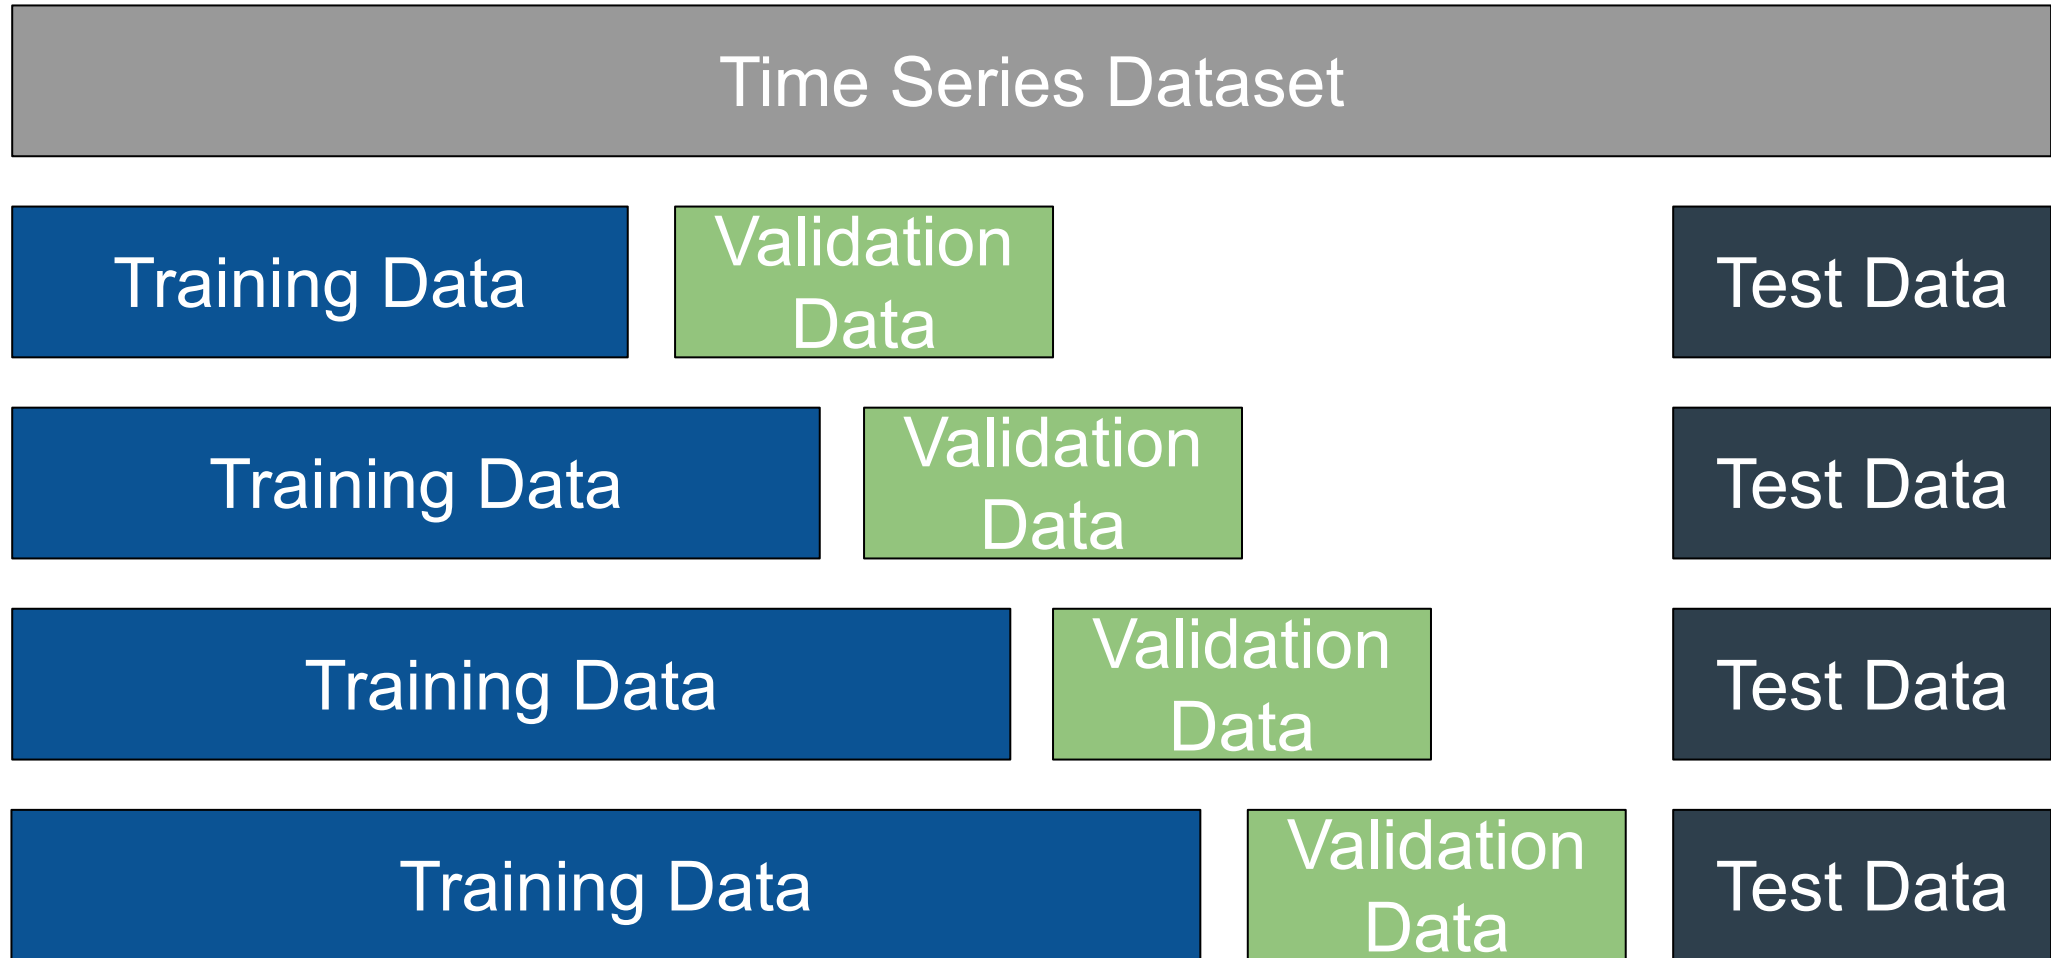 Time Series Dataset
Training Data
Validation
Data
Test Data
Training Data
Validation
Data
Test Data
Training Data
Validation
Data
Test Data
Training Data
Validation
Data
Test Data